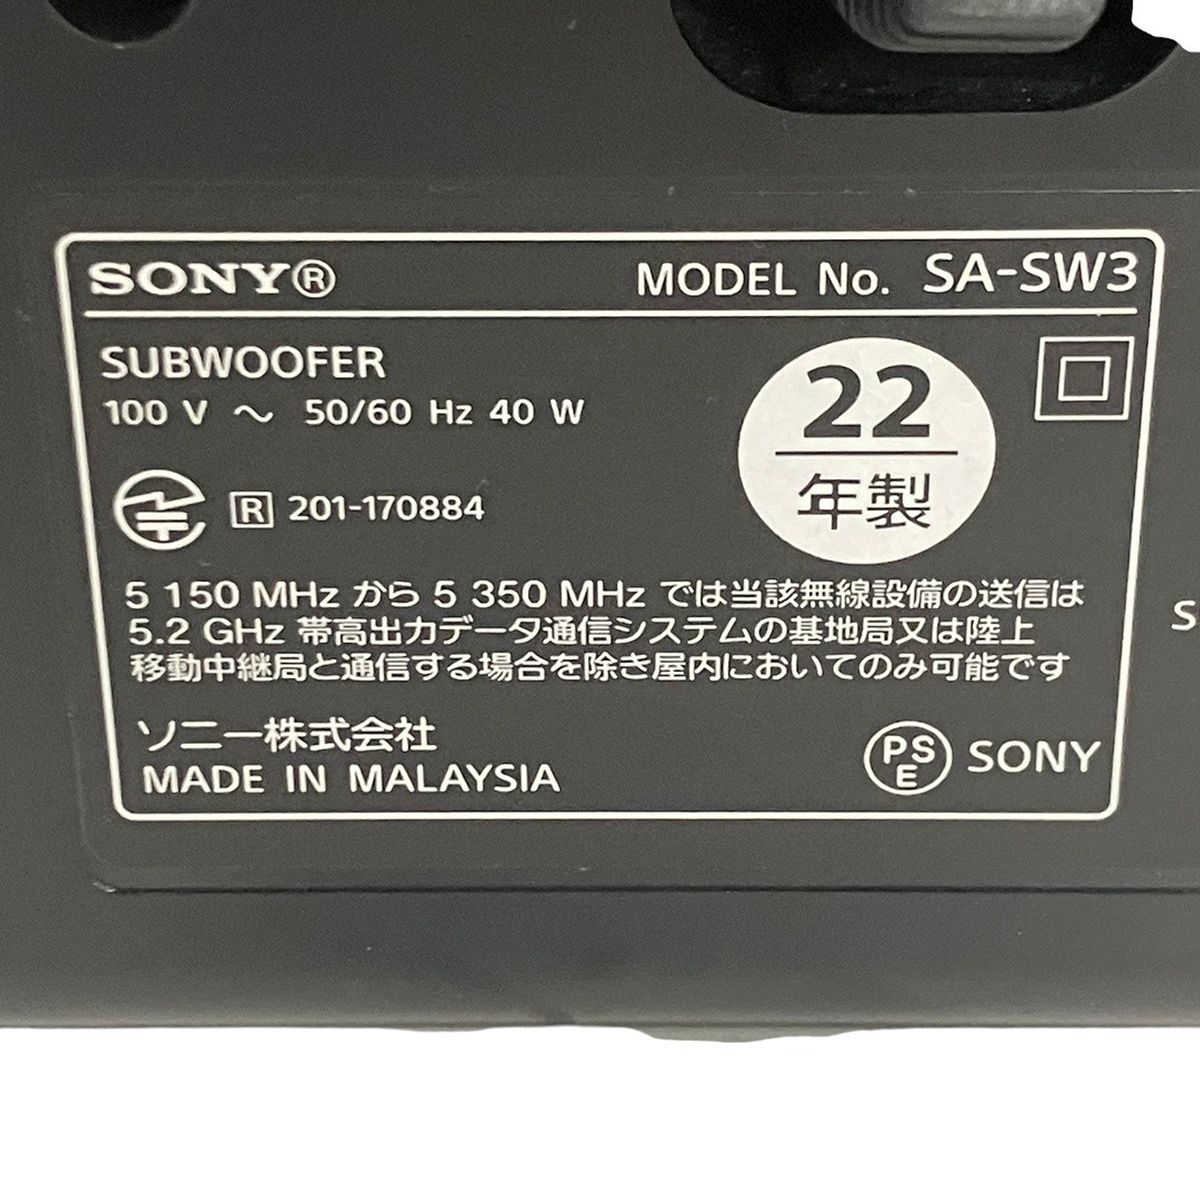 SONY®
MODEL No. SA-SW3
SUBWOOFER
100 V ～ 50/60 Hz 40 W
22
年製
R 201-170884
5 150 MHz から 5 350 MHz では当該無線設備の送信は
5.2 GHz 帯高出力データ通信システムの基地局又は陸上
移動中継局と通信する場合を除き屋内においてのみ可能です
ソニー株式会社
MADE IN MALAYSIA
PSE SONY
S